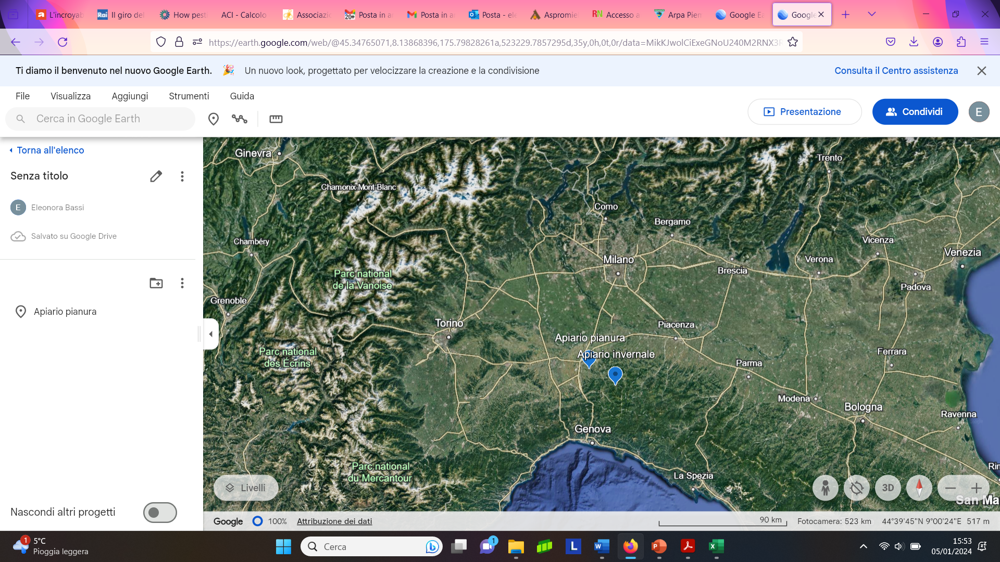 L'incroyab
Il giro del
How pesti
ACI - Calcolo
Associazio
Posta in ar
Posta in ar
Posta - ele
Aspromie
Accesso a
Arpa Piem
Google Ea
Google
https://earth.google.com/web/@45.34765071,8.13868396,175.79828261a,523229.7857295d,35y,0h,0t,0r/data=MikKJwolCiExeGNoU240M2RNX3R
Ti diamo il benvenuto nel nuovo Google Earth. 🎉 Un nuovo look, progettato per velocizzare la creazione e la condivisione
Consulta il Centro assistenza
File Visualizza Aggiungi Strumenti Guida
Cerca in Google Earth
Presentazione
Condividi
E
Torna all'elenco
Senza titolo
E Eleonora Bassi
Salvato su Google Drive
Apiario pianura
Nascondi altri progetti
Ginevra
Trento
Chamonix-Mont-Blanc
Como
Bergamo
Chambéry
Vicenza
Venezia
Milano
Verona
Brescia
Parc national
de la Vanoise
Padova
Grenoble
Torino
Piacenza
Apiario pianura
Apiario invernale
Parc national
des Écrins
Ferrara
Parma
Modena
Bologna
Ravenna
Genova
Parc national
du Mercantour
La Spezia
Rin
San Ma
Livelli
3D
Google 100% Attribuzione dei dati
90 km
Fotocamera: 523 km 44°39'45"N 9°00'24"E 517 m
1
5°C
Pioggia leggera
Cerca
1
15:53
05/01/2024